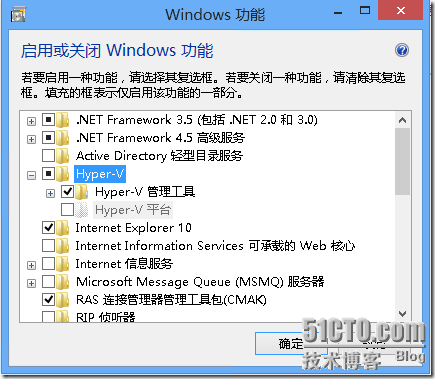 Windows 功能
启用或关闭 Windows 功能
若要启用一种功能，请选择其复选框。若要关闭一种功能，请清除其复选
框。填充的框表示仅启用该功能的一部分。
.NET Framework 3.5 (包括 .NET 2.0 和 3.0)
.NET Framework 4.5 高级服务
Active Directory 轻型目录服务
Hyper-V
Hyper-V 管理工具
Hyper-V 平台
Internet Explorer 10
Internet Information Services 可承载的 Web 核心
Internet 信息服务
Microsoft Message Queue (MSMQ) 服务器
RAS 连接管理器管理工具包(CMAK)
RIP 侦听器
确定
51CTO.com
技术博客 Blog